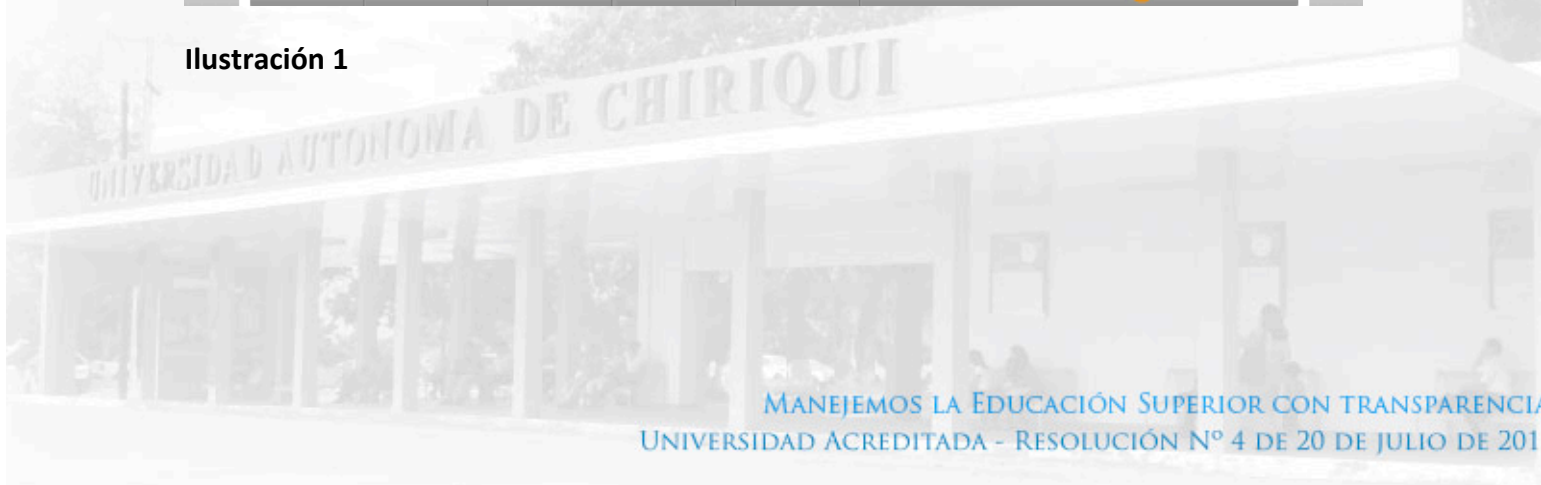 Ilustración 1
UNIVERSIDAD AUTONOMA DE CHIRIQUI
MANEJEMOS LA EDUCACIÓN SUPERIOR CON TRANSPARENCIA
UNIVERSIDAD ACREDITADA - RESOLUCIÓN Nº 4 DE 20 DE JULIO DE 201